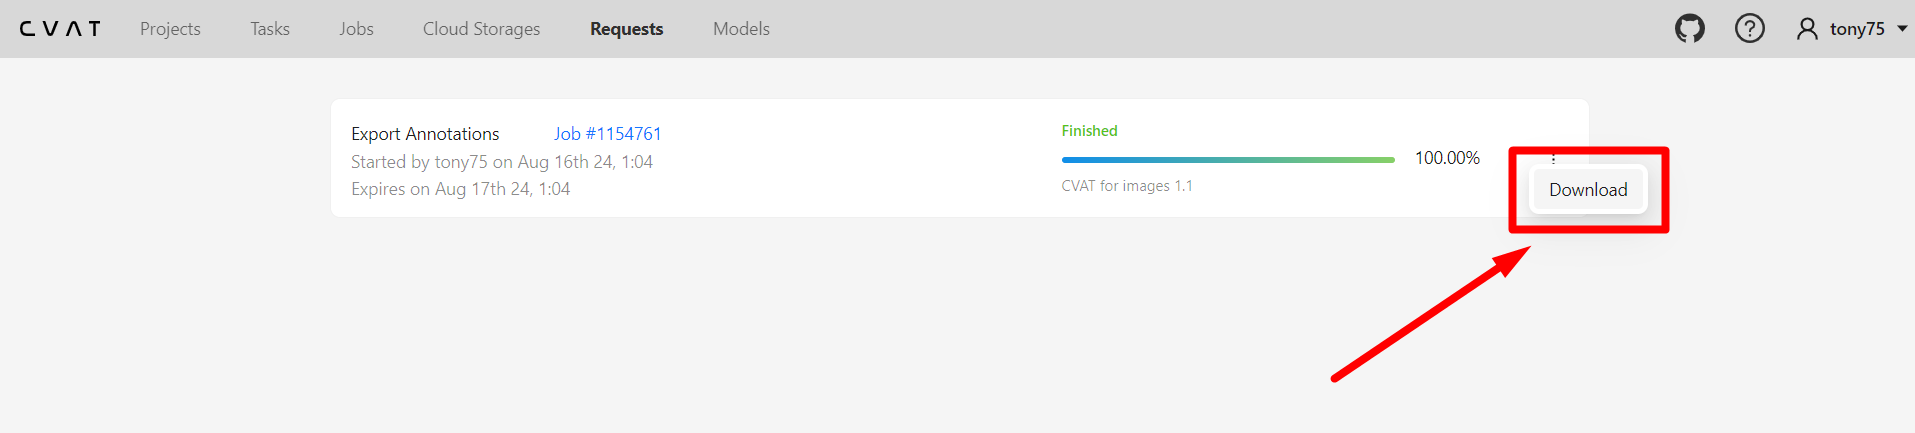 CVAT Projects Tasks Jobs Cloud Storages Requests Models tony75
Export Annotations Job #1154761
Started by tony75 on Aug 16th 24, 1:04
Expires on Aug 17th 24, 1:04
Finished
100.00%
CVAT for images 1.1
Download